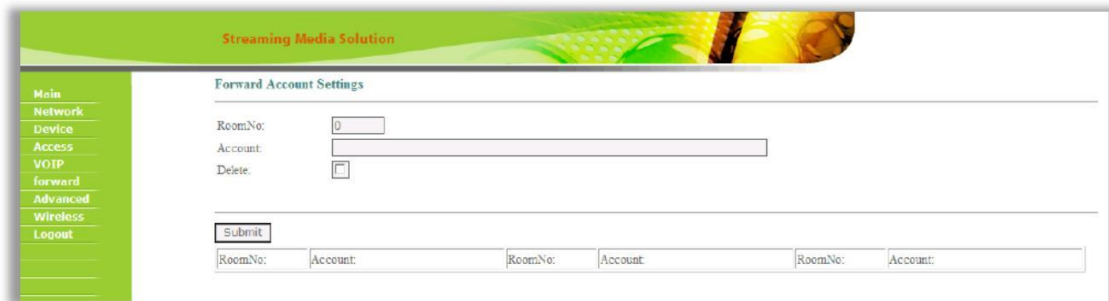 Streaming Media Solution
Main
Network
Device
Access
VOIP
forward
Advanced
Wireless
Logout
Forward Account Settings
RoomNo: 0
Account:
Delete:
Submit
RoomNo: Account: RoomNo: Account: RoomNo: Account: